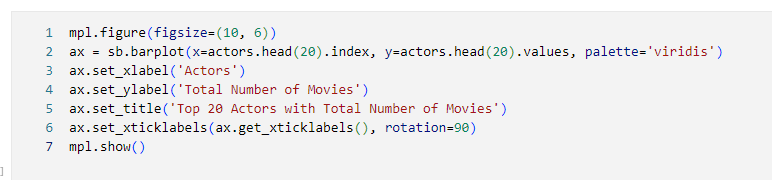 1 mpl.figure(figsize=(10, 6))
2 ax = sb.barplot(x=actors.head(20).index, y=actors.head(20).values, palette='viridis')
3 ax.set_xlabel('Actors')
4 ax.set_ylabel('Total Number of Movies')
5 ax.set_title('Top 20 Actors with Total Number of Movies')
6 ax.set_xticklabels(ax.get_xticklabels(), rotation=90)
7 mpl.show()
]